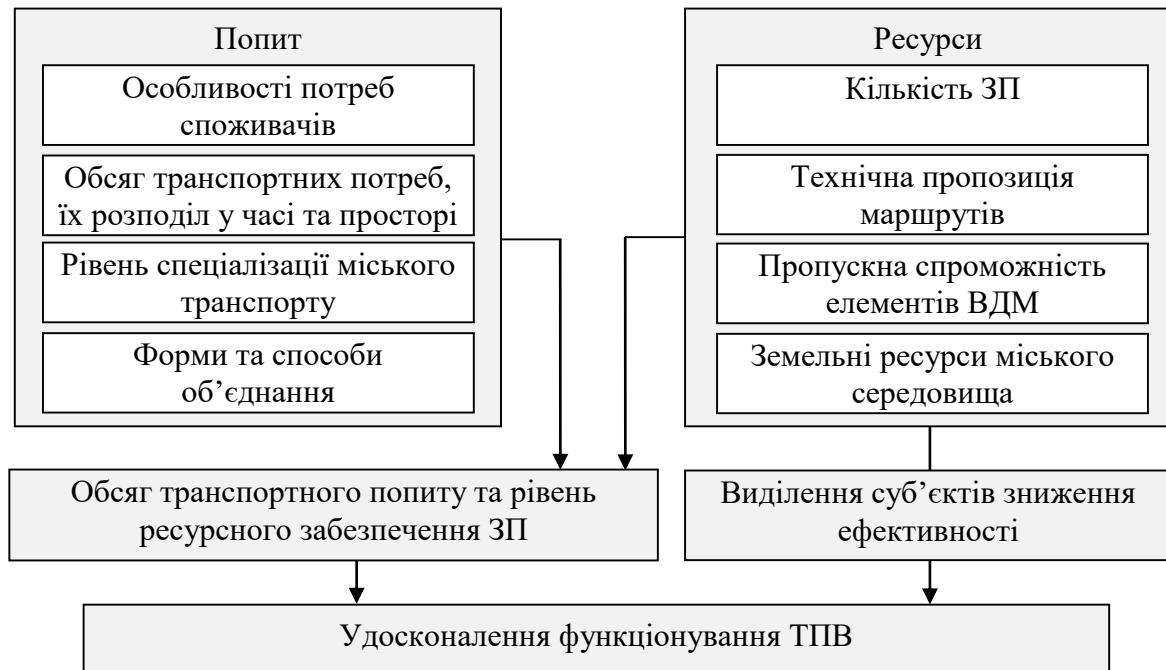 Попит
Особливості потреб
споживачів
Обсяг транспортних потреб,
їх розподіл у часі та просторі
Рівень спеціалізації міського
транспорту
Форми та способи
об’єднання
Ресурси
Кількість ЗП
Технічна пропозиція
маршрутів
Пропускна спроможність
елементів ВДМ
Земельні ресурси міського
середовища
Обсяг транспортного попиту та рівень
ресурсного забезпечення ЗП
Виділення суб’єктів зниження
ефективності
Удосконалення функціонування ТПВ